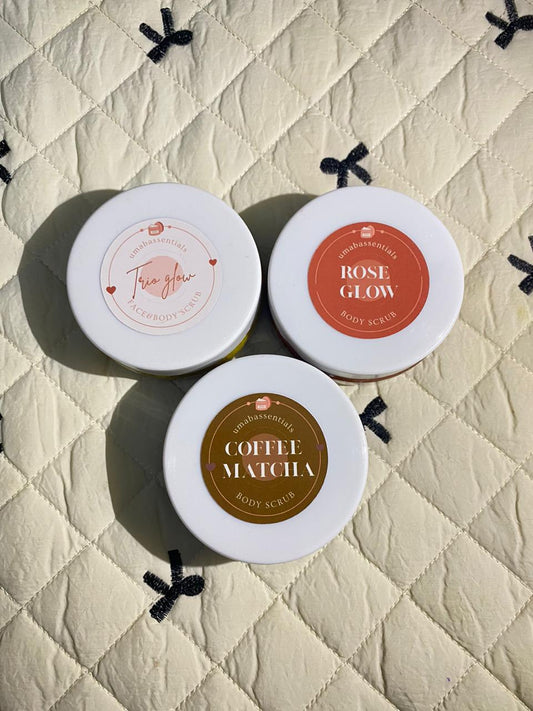 umabassentials
Trio glow
FACE&BODY SCRUB
umabassentials
ROSE
GLOW
BODY SCRUB
umabassentials
COFFEE
MATCHA
BODY SCRUB